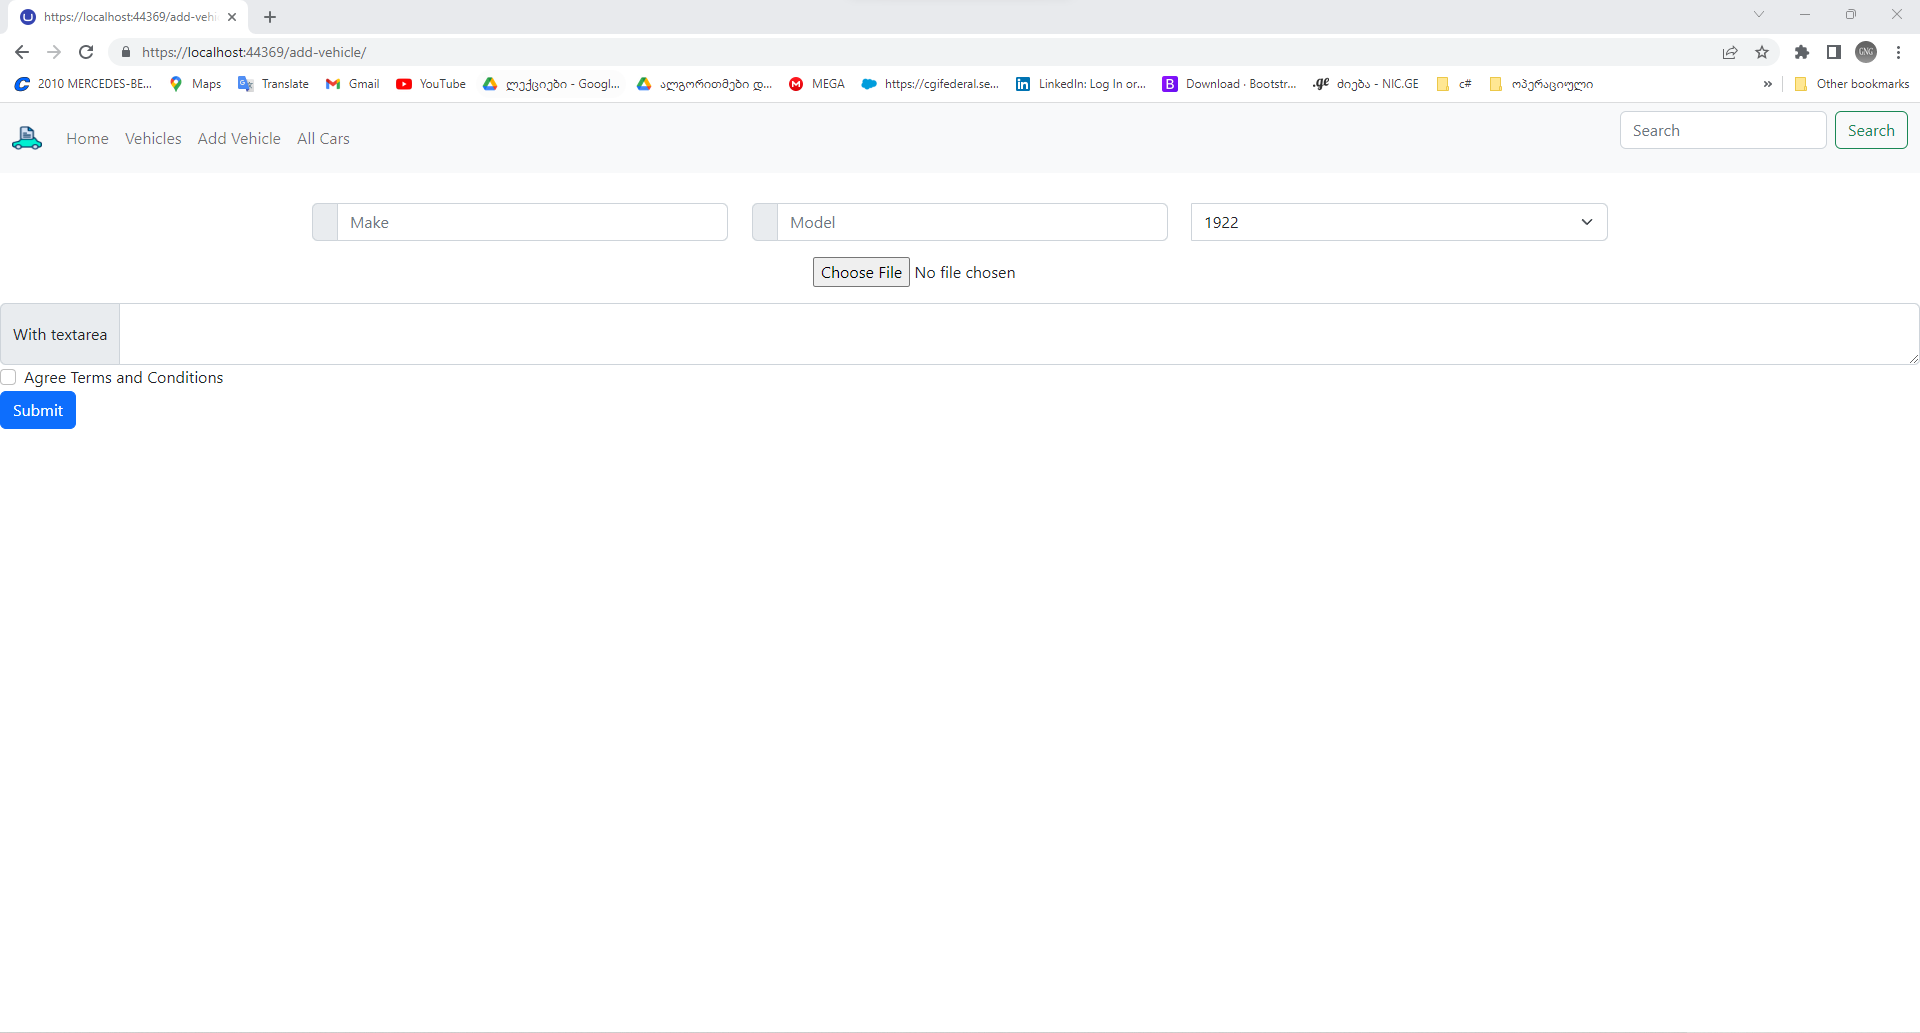 https://localhost:44369/add-vehi
https://localhost:44369/add-vehicle/
GNG
2010 MERCEDES-BE... Maps Translate Gmail YouTube ლექციები - Googl... ალგორითმები დ... MEGA https://cgifederal.se... LinkedIn: Log In or... Download · Bootstr... .ge ძიება - NIC.GE c# ოპერაციული » Other bookmarks
Home Vehicles Add Vehicle All Cars Search Search
Make Model 1922
Choose File No file chosen
With textarea
Agree Terms and Conditions
Submit